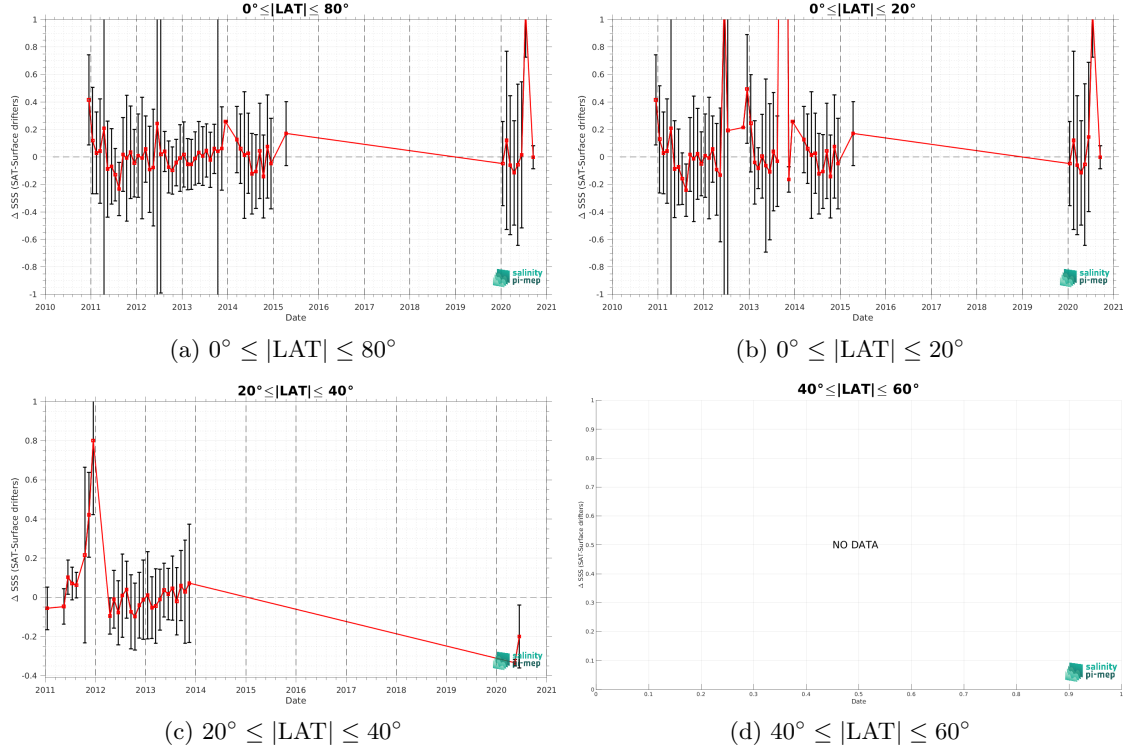 0°≤|LAT|≤ 80°
1
0.8
0.6
0.4
0.2
0
-0.2
-0.4
-0.6
-0.8
-1
Δ SSS (SAT-Surface drifters)
2010 2011 2012 2013 2014 2015 2016 2017 2018 2019 2020 2021
Date
salinity
pi-mep
(a) 0° ≤ |LAT| ≤ 80°
0°≤|LAT|≤ 20°
1
0.8
0.6
0.4
0.2
0
-0.2
-0.4
-0.6
-0.8
-1
Δ SSS (SAT-Surface drifters)
2010 2011 2012 2013 2014 2015 2016 2017 2018 2019 2020 2021
Date
salinity
pi-mep
(b) 0° ≤ |LAT| ≤ 20°
20°≤|LAT|≤ 40°
1
0.8
0.6
0.4
0.2
0
-0.2
-0.4
Δ SSS (SAT-Surface drifters)
2011 2012 2013 2014 2015 2016 2017 2018 2019 2020 2021
Date
salinity
pi-mep
(c) 20° ≤ |LAT| ≤ 40°
40°≤|LAT|≤ 60°
1
0.9
0.8
0.7
0.6
0.5
0.4
0.3
0.2
0.1
0
Δ SSS (SAT-Surface drifters)
NO DATA
0 0.1 0.2 0.3 0.4 0.5 0.6 0.7 0.8 0.9 1
Date
salinity
pi-mep
(d) 40° ≤ |LAT| ≤ 60°